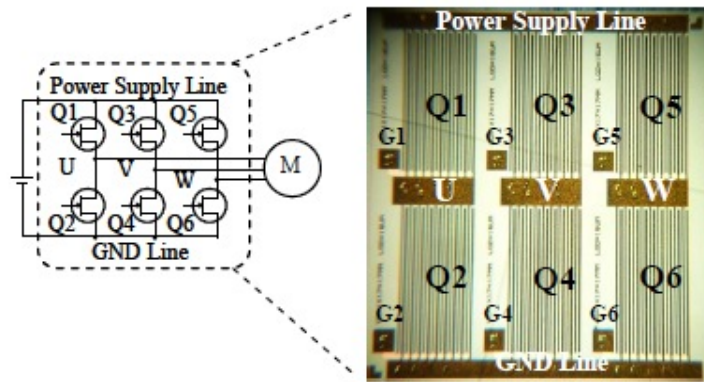 Power Supply Line
Q1 Q3 Q5
U V W
M
Q2 Q4 Q6
GND Line
Power Supply Line
Q1 Q3 Q5
G1 G3 G5
U V W
Q2 Q4 Q6
G2 G4 G6
GND Line